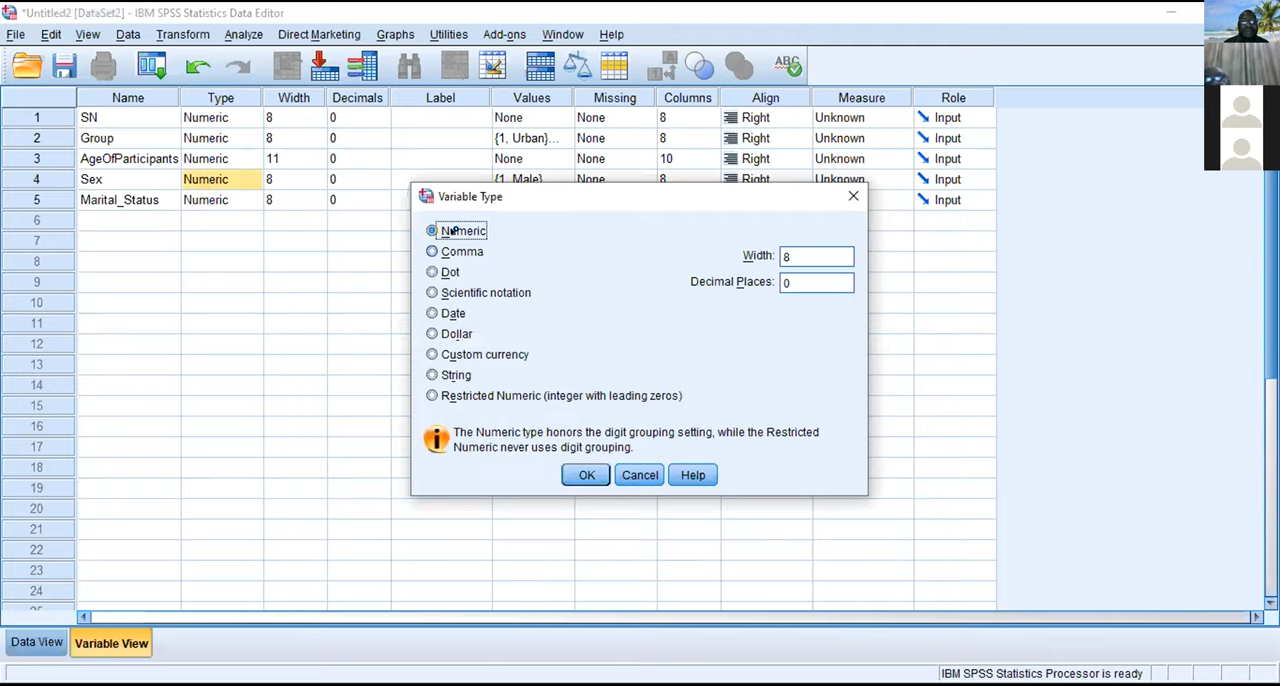 *Untitled2 [DataSet2] - IBM SPSS Statistics Data Editor
File Edit View Data Transform Analyze Direct Marketing Graphs Utilities Add-ons Window Help
Name Type Width Decimals Label Values Missing Columns Align Measure Role
1 SN Numeric 8 0 None None 8 Right Unknown Input
2 Group Numeric 8 0 {1, Urban}... None 8 Right Unknown Input
3 AgeOfParticipants Numeric 11 0 None None 10 Right Unknown Input
4 Sex Numeric 8 0 {1, Male} None 8 Right Unknown Input
5 Marital_Status Numeric 8 0 Input
6
7
8
9
10
11
12
13
14
15
16
17
18
19
20
21
22
23
24
Variable Type
Numeric
Comma
Dot
Scientific notation
Date
Dollar
Custom currency
String
Restricted Numeric (integer with leading zeros)
Width: 8
Decimal Places: 0
The Numeric type honors the digit grouping setting, while the Restricted
Numeric never uses digit grouping.
OK Cancel Help
Data View Variable View
IBM SPSS Statistics Processor is ready